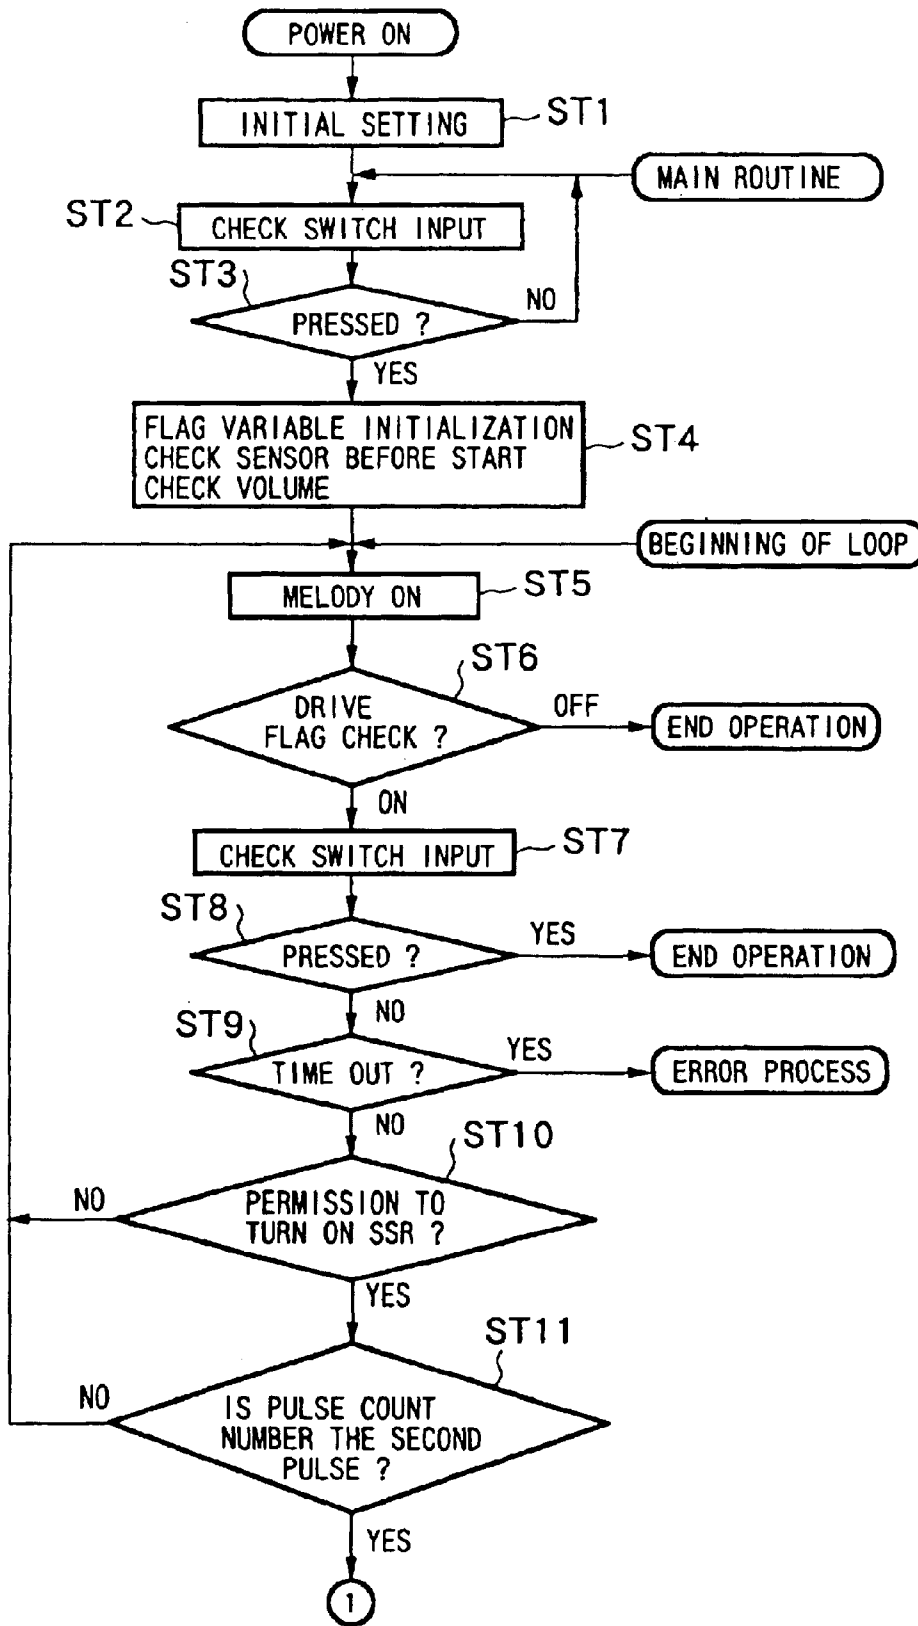 POWER ON
INITIAL SETTING
ST1
MAIN ROUTINE
ST2
CHECK SWITCH INPUT
ST3
PRESSED ?
NO
YES
FLAG VARIABLE INITIALIZATION
CHECK SENSOR BEFORE START
CHECK VOLUME
ST4
BEGINNING OF LOOP
MELODY ON
ST5
ST6
DRIVE
FLAG CHECK ?
OFF
END OPERATION
ON
CHECK SWITCH INPUT
ST7
ST8
PRESSED ?
YES
END OPERATION
NO
ST9
TIME OUT ?
YES
ERROR PROCESS
NO
ST10
NO
PERMISSION TO
TURN ON SSR ?
YES
ST11
NO
IS PULSE COUNT
NUMBER THE SECOND
PULSE ?
YES
1